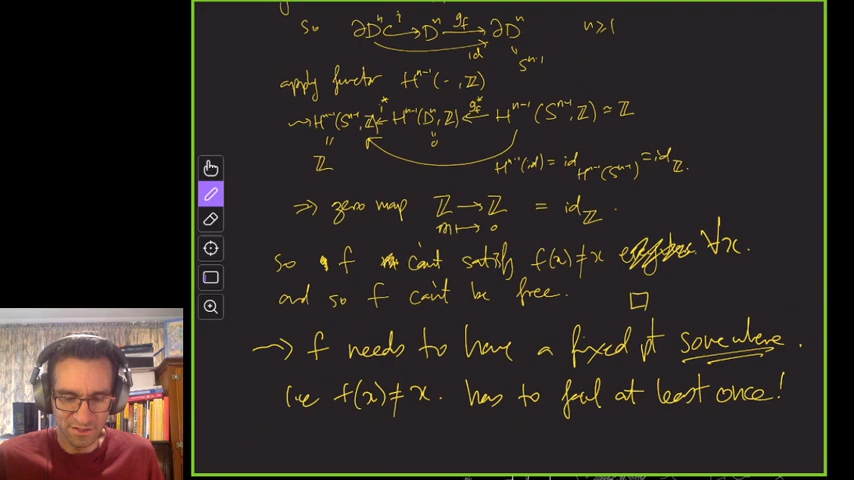 so ∂Dⁿ ↪ⁱ Dⁿ →^{g_f} ∂Dⁿ n ≥ 1
id " Sⁿ⁻¹
apply functor Hⁿ⁻¹(-, ℤ)
⇝ Hⁿ⁻¹(Sⁿ⁻¹, ℤ) ←^{i*} Hⁿ⁻¹(Dⁿ, ℤ) ←^{g_f*} Hⁿ⁻¹(Sⁿ⁻¹, ℤ) ≃ ℤ
" ℤ " 0 Hⁿ⁻¹(id) = id_{Hⁿ⁻¹(Sⁿ⁻¹)} = id_ℤ.
⇒ zero map ℤ → ℤ = id_ℤ.
m ↦ 0
so f can't satisfy f(x) ≠ x ∀x.
and so f can't be free. □
→ f needs to have a fixed pt somewhere.
i.e f(x) ≠ x. has to fail at least once!